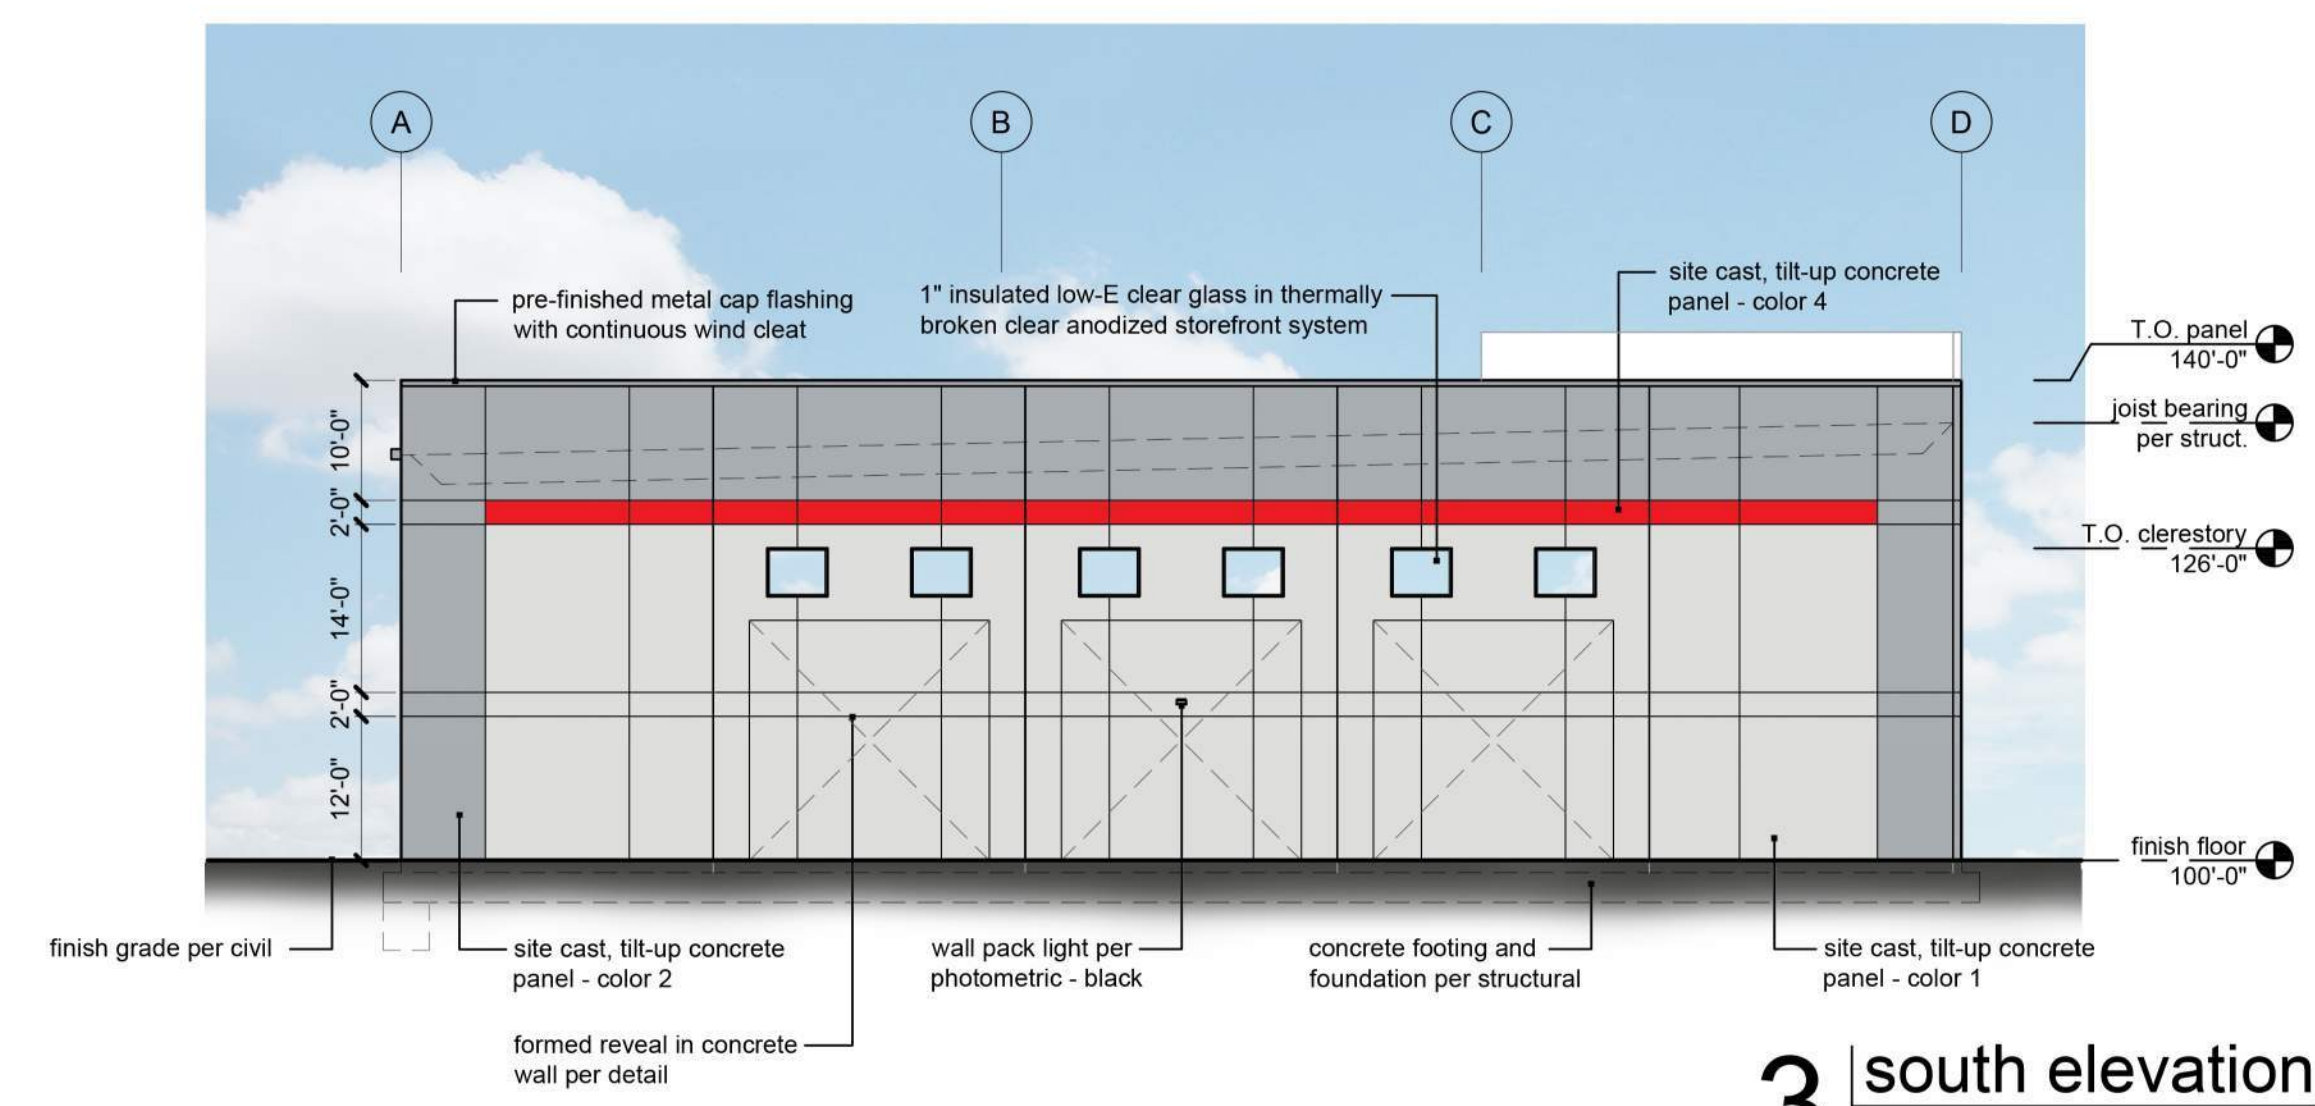 A
B
C
D
site cast, tilt-up concrete
panel - color 4
pre-finished metal cap flashing
with continuous wind cleat
1" insulated low-E clear glass in thermally
broken clear anodized storefront system
T.O. panel
140'-0"
joist bearing
per struct.
T.O. clerestory
126'-0"
finish floor
100'-0"
10'-0"
2'-0"
14'-0"
2'-0"
12'-0"
finish grade per civil
site cast, tilt-up concrete
panel - color 2
wall pack light per
photometric - black
concrete footing and
foundation per structural
site cast, tilt-up concrete
panel - color 1
formed reveal in concrete
wall per detail
south elevation